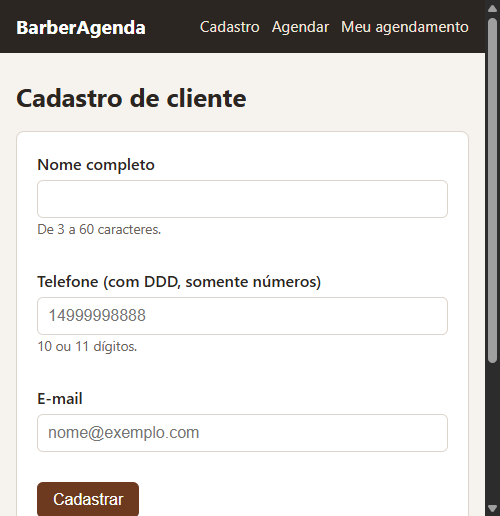 BarberAgenda
Cadastro Agendar Meu agendamento
Cadastro de cliente
Nome completo
De 3 a 60 caracteres.
Telefone (com DDD, somente números)
14999998888
10 ou 11 dígitos.
E-mail
nome@exemplo.com
Cadastrar